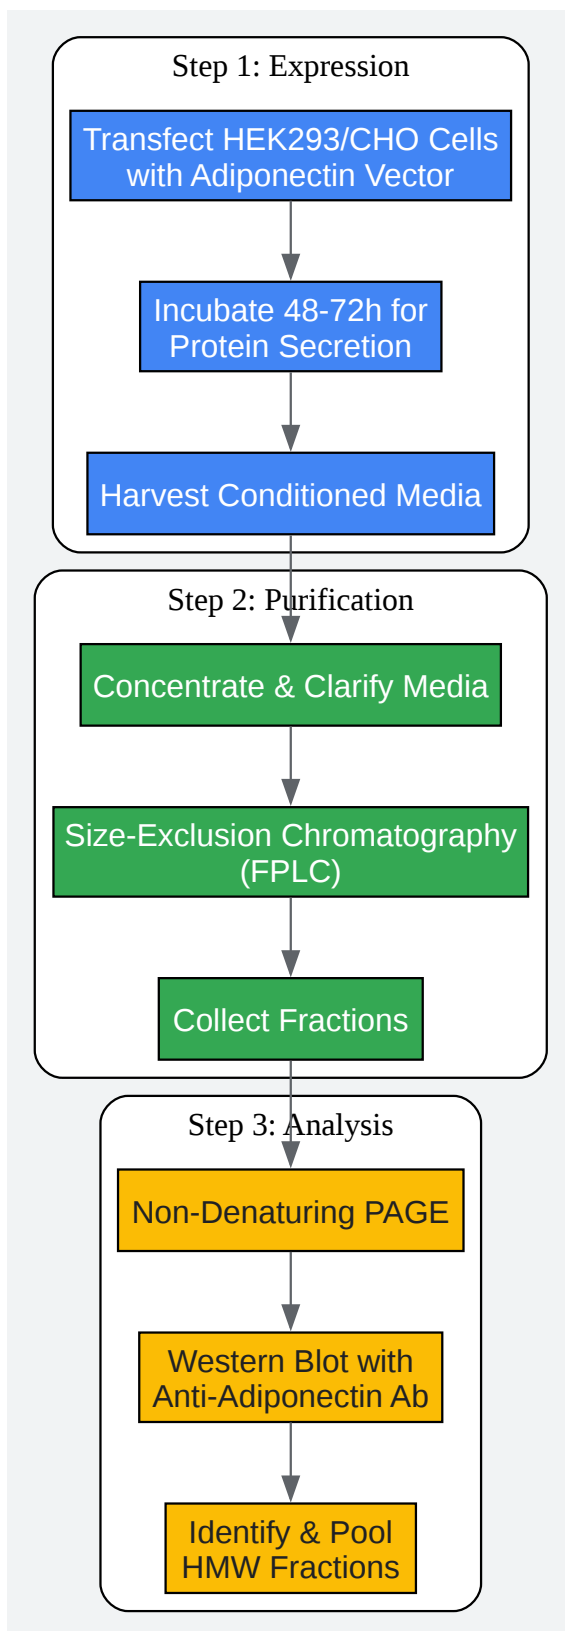 Step 1: Expression
Transfect HEK293/CHO Cells
with Adiponectin Vector
Incubate 48-72h for
Protein Secretion
Harvest Conditioned Media
Step 2: Purification
Concentrate & Clarify Media
Size-Exclusion Chromatography
(FPLC)
Collect Fractions
Step 3: Analysis
Non-Denaturing PAGE
Western Blot with
Anti-Adiponectin Ab
Identify & Pool
HMW Fractions